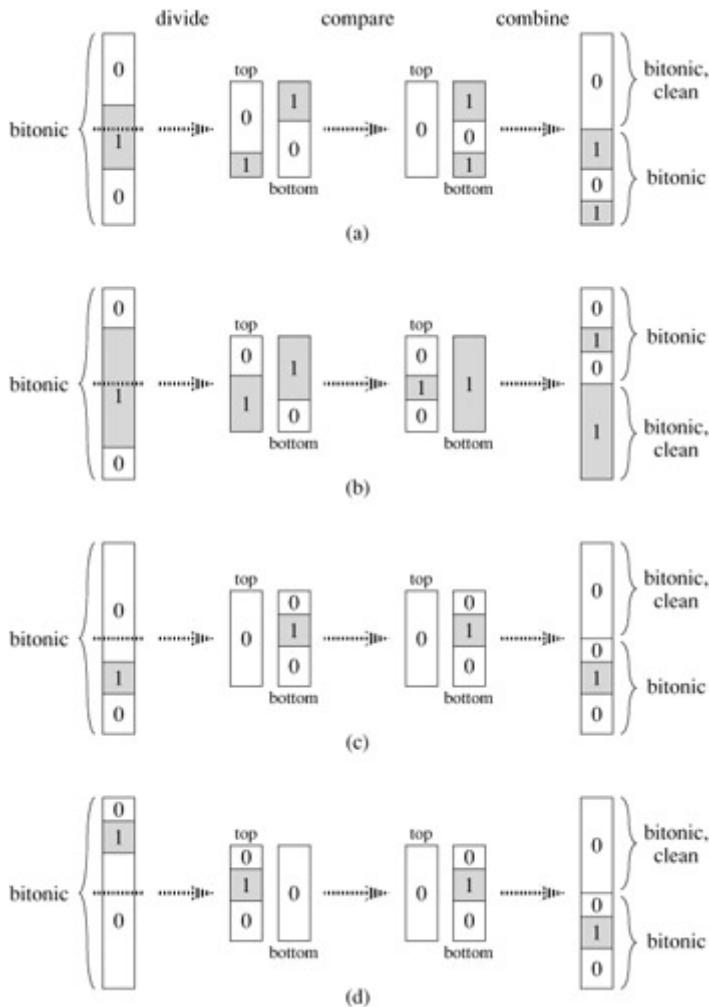 divide compare combine
0 top top bitonic,
clean
1 1 0
bitonic 1 0 0 0 1 bitonic
0 1 0 1 0
bottom bottom 1
(a)
0 0
top top 1 bitonic
0 1 0 0
bitonic 1 1 1 1 bitonic,
0 0 1 clean
bottom bottom
(b)
top top bitonic,
0 0 0 0 clean
bitonic 0 1 0 1 0
1 0 0 1 bitonic
0 bottom bottom 0
(c)
0
1 top top bitonic,
0 0 0 clean
bitonic 1 0 0 1 0
0 0 0 1 bitonic
bottom bottom 0
(d)